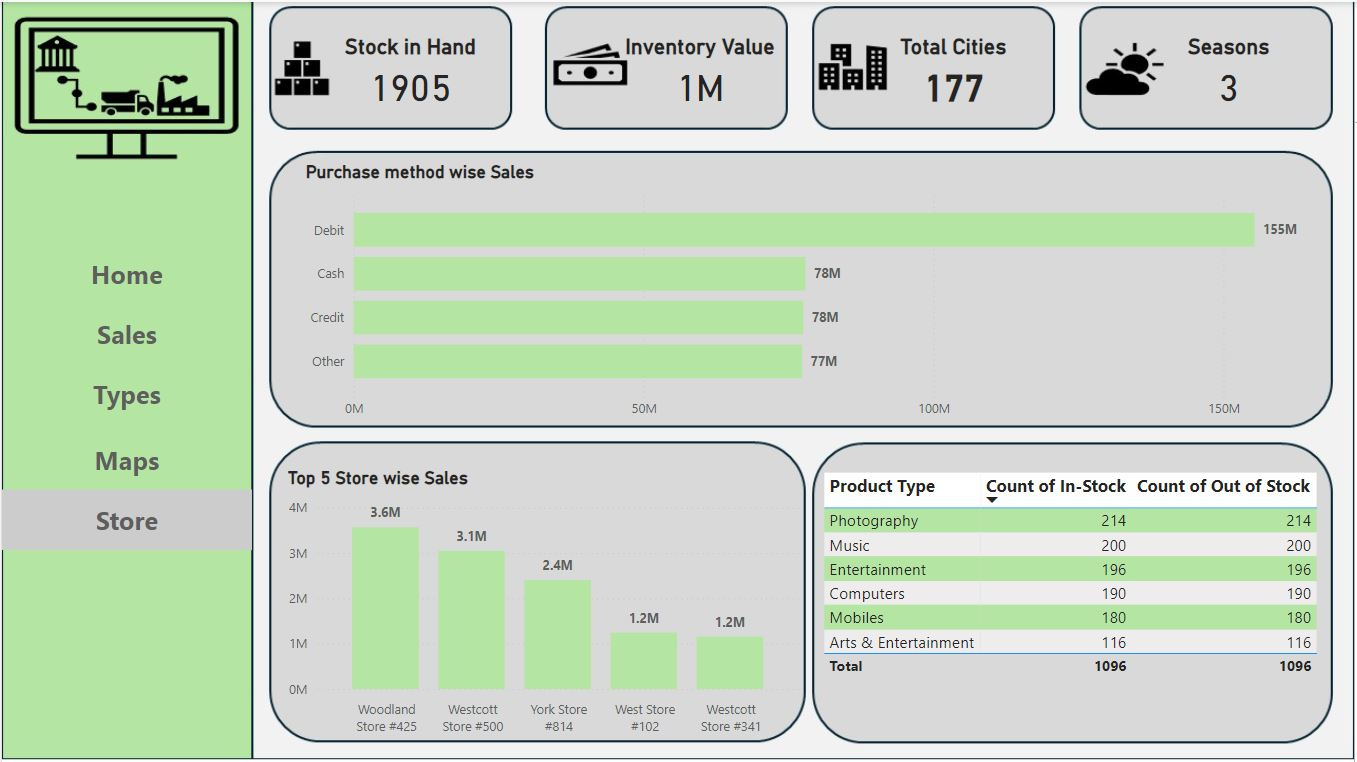 Stock in Hand
1905
Inventory Value
1M
Total Cities
177
Seasons
3
Home
Sales
Types
Maps
Store
Purchase method wise Sales
Debit 155M
Cash 78M
Credit 78M
Other 77M
0M 50M 100M 150M
Top 5 Store wise Sales
4M
3M
2M
1M
0M
3.6M
3.1M
2.4M
1.2M
1.2M
Woodland
Store #425
Westcott
Store #500
York Store
#814
West Store
#102
Westcott
Store #341
Product Type Count of In-Stock Count of Out of Stock
Photography 214 214
Music 200 200
Entertainment 196 196
Computers 190 190
Mobiles 180 180
Arts & Entertainment 116 116
Total 1096 1096